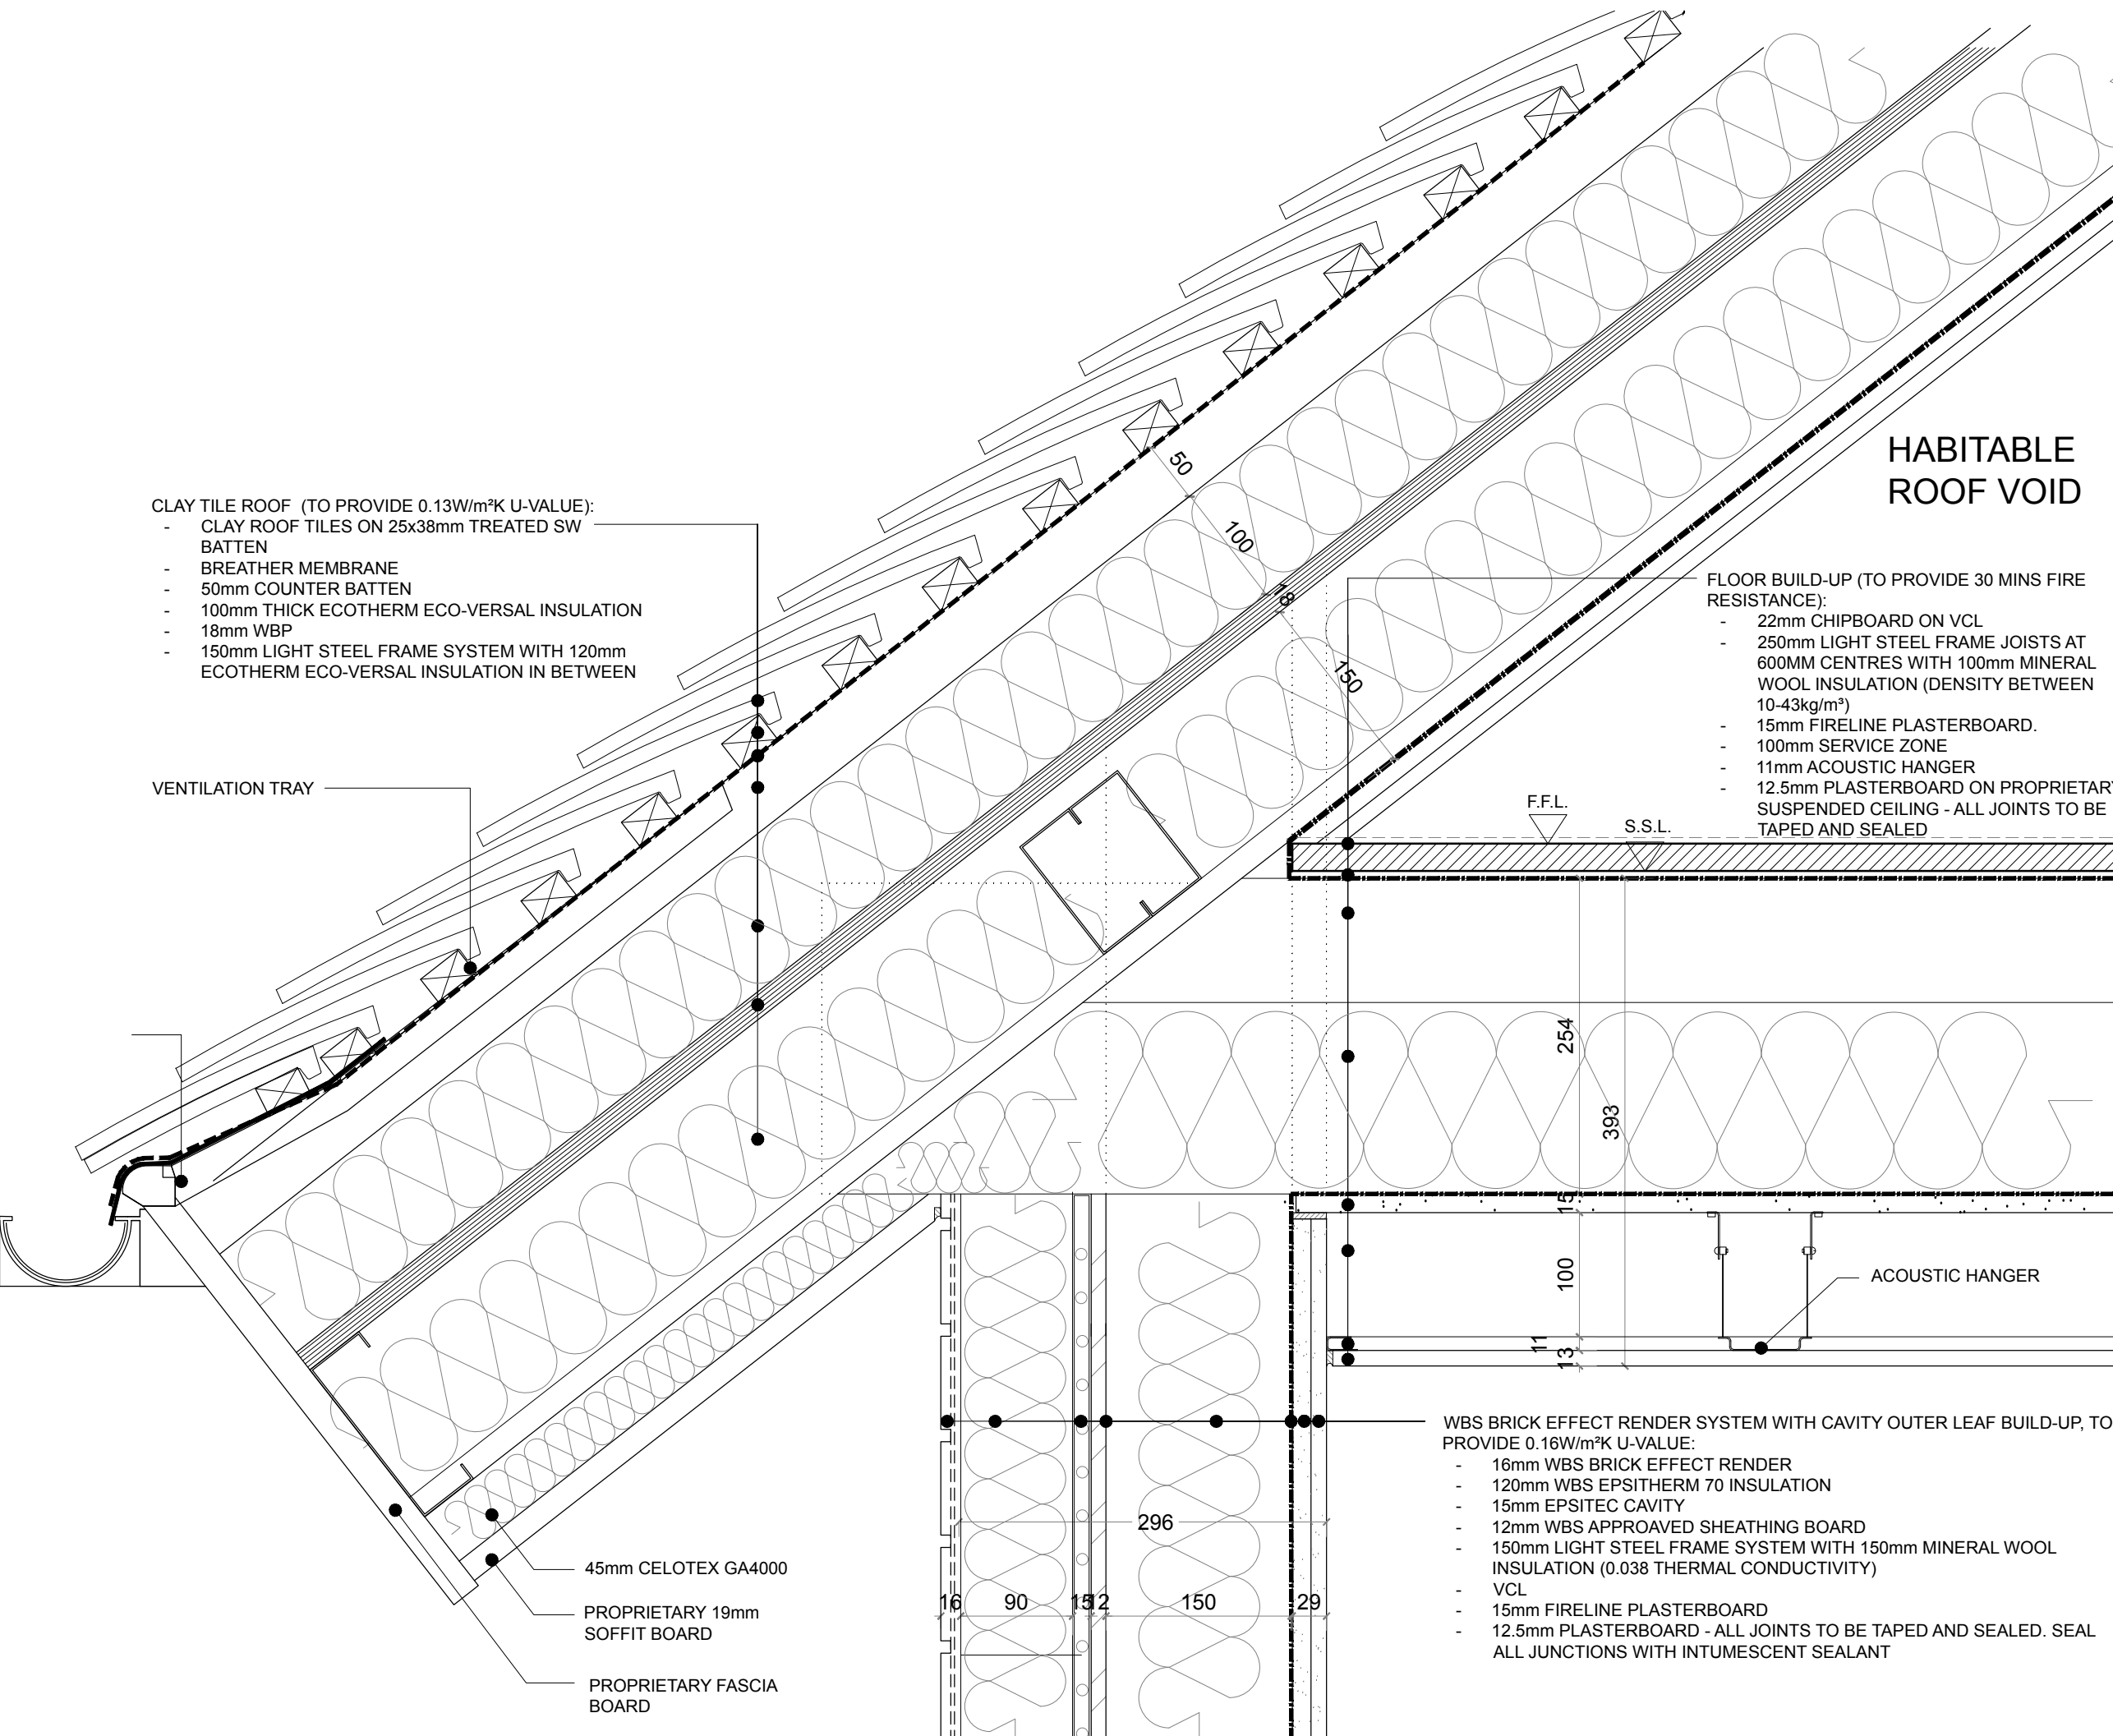 HABITABLE
ROOF VOID
CLAY TILE ROOF (TO PROVIDE 0.13W/m²K U-VALUE):
- CLAY ROOF TILES ON 25x38mm TREATED SW
BATTEN
- BREATHER MEMBRANE
- 50mm COUNTER BATTEN
- 100mm THICK ECOTHERM ECO-VERSAL INSULATION
- 18mm WBP
- 150mm LIGHT STEEL FRAME SYSTEM WITH 120mm
ECOTHERM ECO-VERSAL INSULATION IN BETWEEN
VENTILATION TRAY
50
100
18
150
FLOOR BUILD-UP (TO PROVIDE 30 MINS FIRE
RESISTANCE):
- 22mm CHIPBOARD ON VCL
- 250mm LIGHT STEEL FRAME JOISTS AT
600MM CENTRES WITH 100mm MINERAL
WOOL INSULATION (DENSITY BETWEEN
10-43kg/m³)
- 15mm FIRELINE PLASTERBOARD.
- 100mm SERVICE ZONE
- 11mm ACOUSTIC HANGER
- 12.5mm PLASTERBOARD ON PROPRIETARY
SUSPENDED CEILING - ALL JOINTS TO BE
TAPED AND SEALED
F.F.L.
S.S.L.
254
393
15
100
11
13
ACOUSTIC HANGER
WBS BRICK EFFECT RENDER SYSTEM WITH CAVITY OUTER LEAF BUILD-UP, TO
PROVIDE 0.16W/m²K U-VALUE:
- 16mm WBS BRICK EFFECT RENDER
- 120mm WBS EPSITHERM 70 INSULATION
- 15mm EPSITEC CAVITY
- 12mm WBS APPROAVED SHEATHING BOARD
- 150mm LIGHT STEEL FRAME SYSTEM WITH 150mm MINERAL WOOL
INSULATION (0.038 THERMAL CONDUCTIVITY)
- VCL
- 15mm FIRELINE PLASTERBOARD
- 12.5mm PLASTERBOARD - ALL JOINTS TO BE TAPED AND SEALED. SEAL
ALL JUNCTIONS WITH INTUMESCENT SEALANT
296
16 90 15 12 150 29
45mm CELOTEX GA4000
PROPRIETARY 19mm
SOFFIT BOARD
PROPRIETARY FASCIA
BOARD